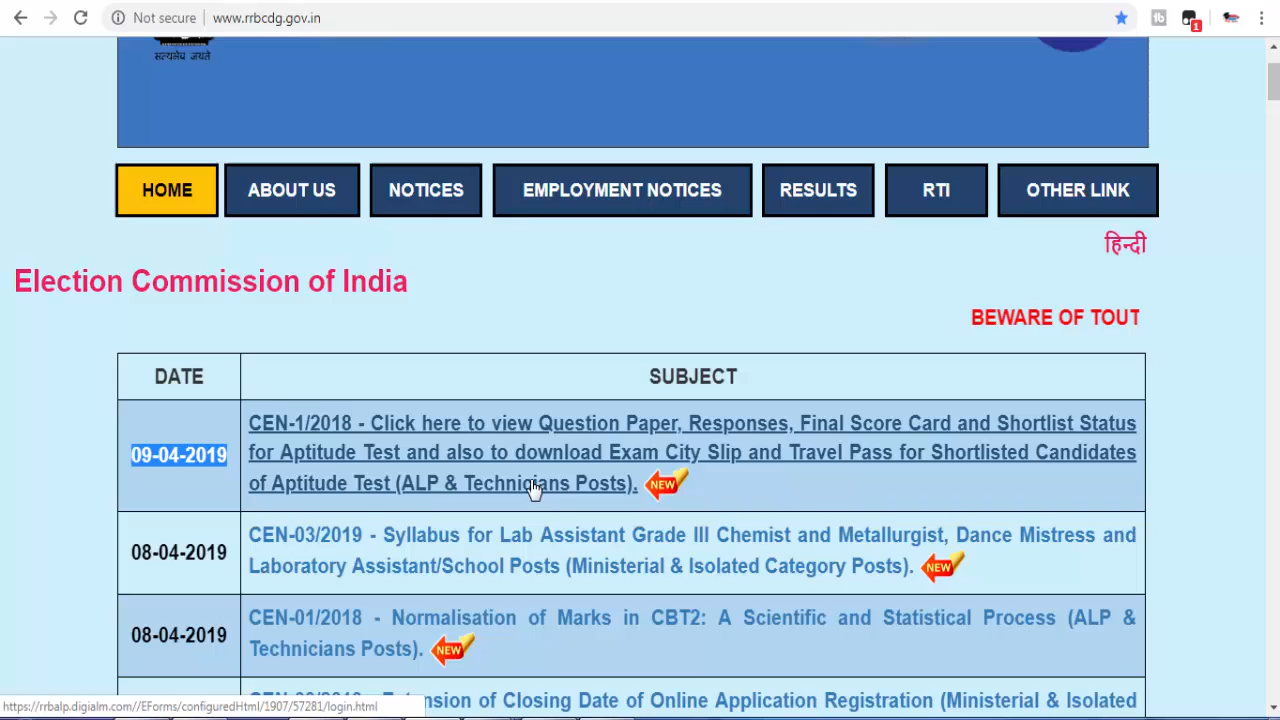 Not secure
www.rrbcdg.gov.in
1
सत्यमेव जयते
HOME
ABOUT US
NOTICES
EMPLOYMENT NOTICES
RESULTS
RTI
OTHER LINK
हिन्दी
Election Commission of India
BEWARE OF TOUT
DATE
SUBJECT
09-04-2019
CEN-1/2018 - Click here to view Question Paper, Responses, Final Score Card and Shortlist Status
for Aptitude Test and also to download Exam City Slip and Travel Pass for Shortlisted Candidates
of Aptitude Test (ALP & Technicians Posts). NEW
08-04-2019
CEN-03/2019 - Syllabus for Lab Assistant Grade III Chemist and Metallurgist, Dance Mistress and
Laboratory Assistant/School Posts (Ministerial & Isolated Category Posts). NEW
08-04-2019
CEN-01/2018 - Normalisation of Marks in CBT2: A Scientific and Statistical Process (ALP &
Technicians Posts). NEW
of Closing Date of Online Application Registration (Ministerial & Isolated
https://rrbalp.digialm.com//EForms/configuredHtml/1907/57281/login.html